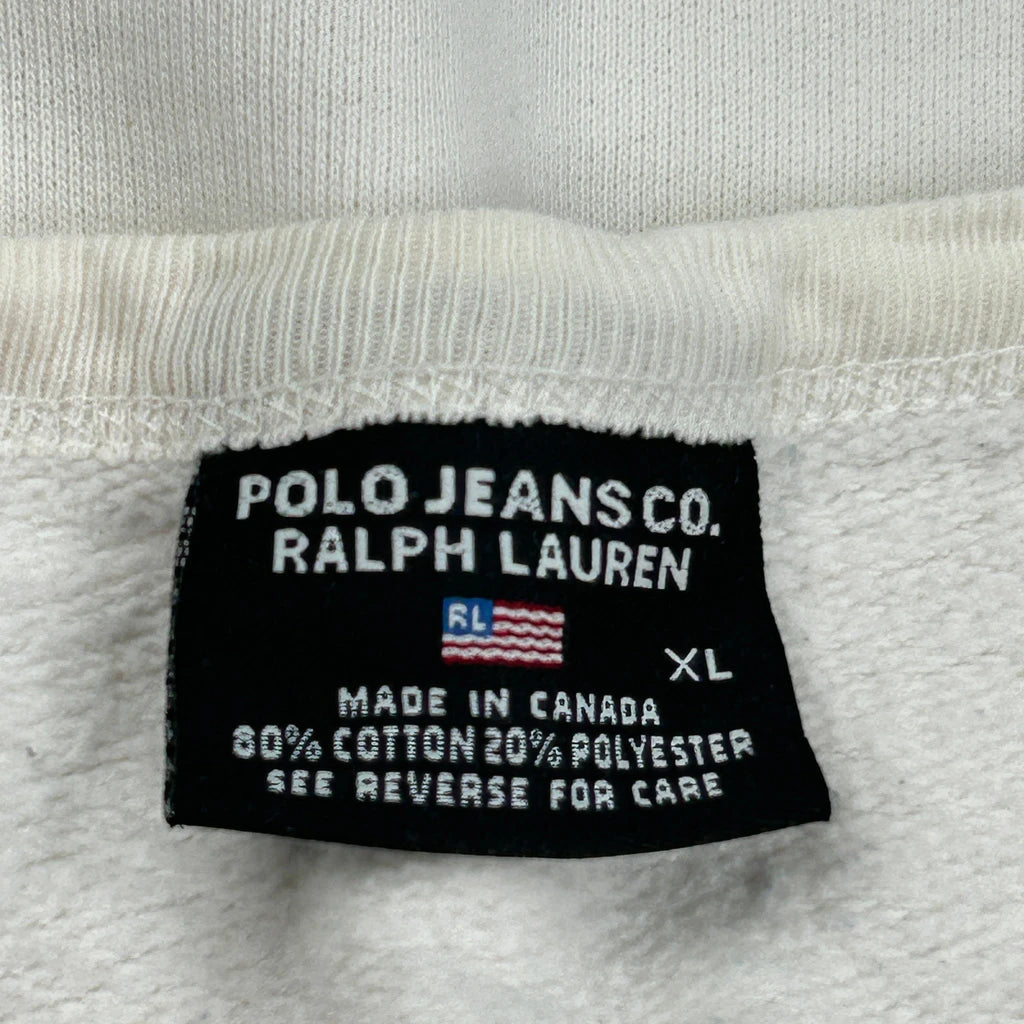 POLO JEANS CO.
RALPH LAUREN
RL
XL
MADE IN CANADA
80% COTTON 20% POLYESTER
SEE REVERSE FOR CARE